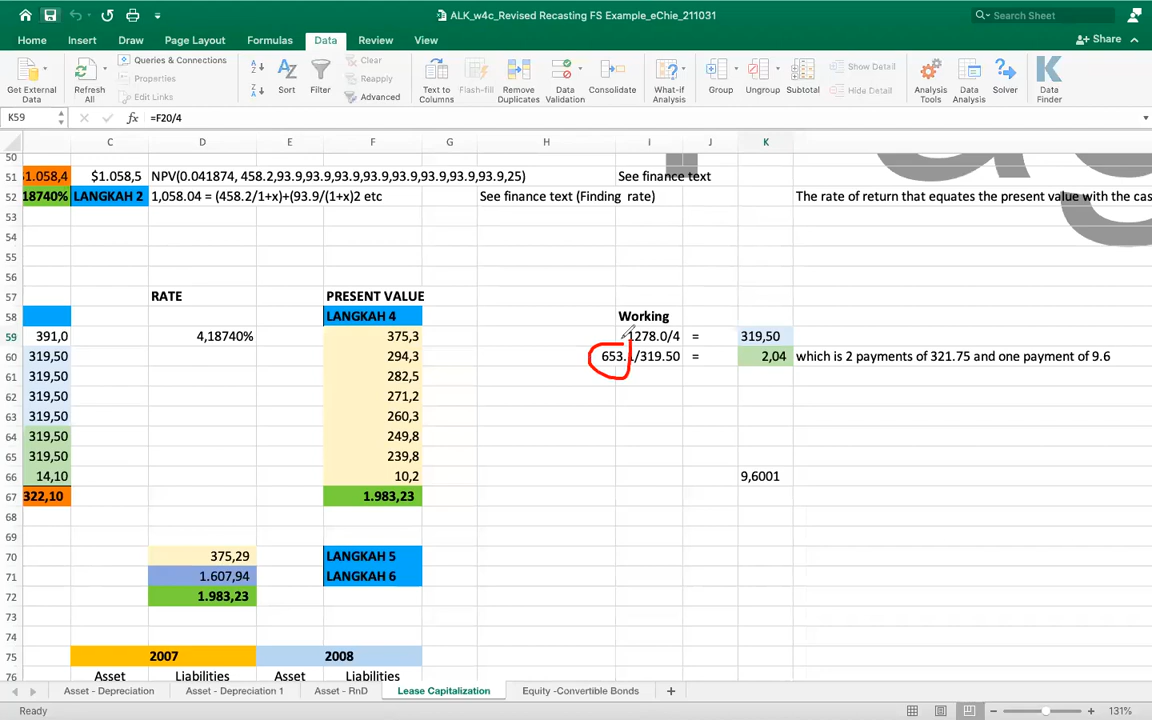 ALK_w4c_Revised Recasting FS Example_eChie_211031
Search Sheet
Home Insert Draw Page Layout Formulas Data Review View
Share
Get External Data
Refresh All
Queries & Connections
Properties
Edit Links
Sort
Filter
Clear
Reapply
Advanced
Text to Columns
Flash-fill
Remove Duplicates
Data Validation
Consolidate
What-if Analysis
Group
Ungroup
Subtotal
Show Detail
Hide Detail
Analysis Tools
Data Analysis
Solver
Data Finder
K59 fx =F20/4
C D E F G H I J K
50
51 $1.058,5 NPV(0.041874, 458.2,93.9,93.9,93.9,93.9,93.9,93.9,25) See finance text
52 18740% LANGKAH 2 1,058.04 = (458.2/1+x)+(93.9/(1+x)2 etc See finance text (Finding rate) The rate of return that equates the present value with the cas
53
54
55
56
57 RATE PRESENT VALUE
58 LANGKAH 4 Working
59 391,0 4,18740% 375,3 1278.0/4 = 319,50
60 319,50 294,3 653.1/319.50 = 2,04 which is 2 payments of 321.75 and one payment of 9.6
61 319,50 282,5
62 319,50 271,2
63 319,50 260,3
64 319,50 249,8
65 319,50 239,8
66 14,10 10,2 9,6001
67 322,10 1.983,23
68
69
70 375,29 LANGKAH 5
71 1.607,94 LANGKAH 6
72 1.983,23
73
74
75 2007 2008
76 Asset Liabilities Asset Liabilities
Asset - Depreciation Asset - Depreciation 1 Asset - RnD Lease Capitalization Equity -Convertible Bonds +
Ready 131%